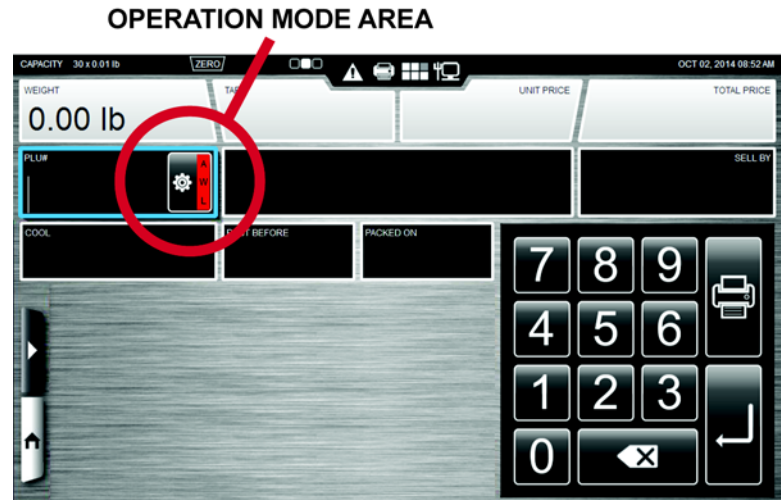 OPERATION MODE AREA
CAPACITY 30 x 0.01 lb ZERO OCT 02, 2014 08:52 AM
WEIGHT UNIT PRICE TOTAL PRICE
0.00 lb
PLU# SELL BY
A
W
L
COOL BEFORE PACKED ON
7 8 9
4 5 6
1 2 3
0